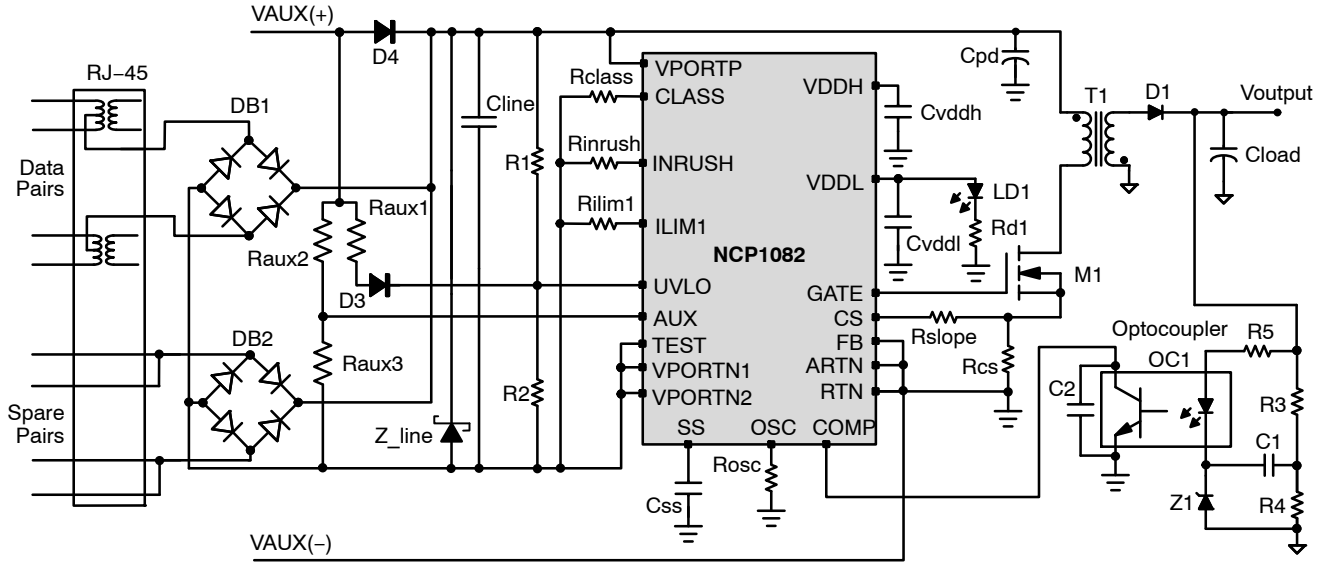 VAUX(+)
D4
RJ–45
DB1
Data
Pairs
Raux1
Raux2
D3
Raux3
DB2
Spare
Pairs
Z_line
Cline
R1
R2
Rclass
Rinrush
Rilim1
VPORTP
CLASS
INRUSH
ILIM1
NCP1082
UVLO
AUX
TEST
VPORTN1
VPORTN2
VDDH
VDDL
GATE
CS
FB
ARTN
RTN
SS
OSC
COMP
Css
Rosc
Cpd
Cvddh
LD1
Cvddl
Rd1
M1
Rslope
Rcs
T1
D1
Voutput
Cload
Optocoupler
OC1
R5
C2
R3
C1
Z1
R4
VAUX(−)